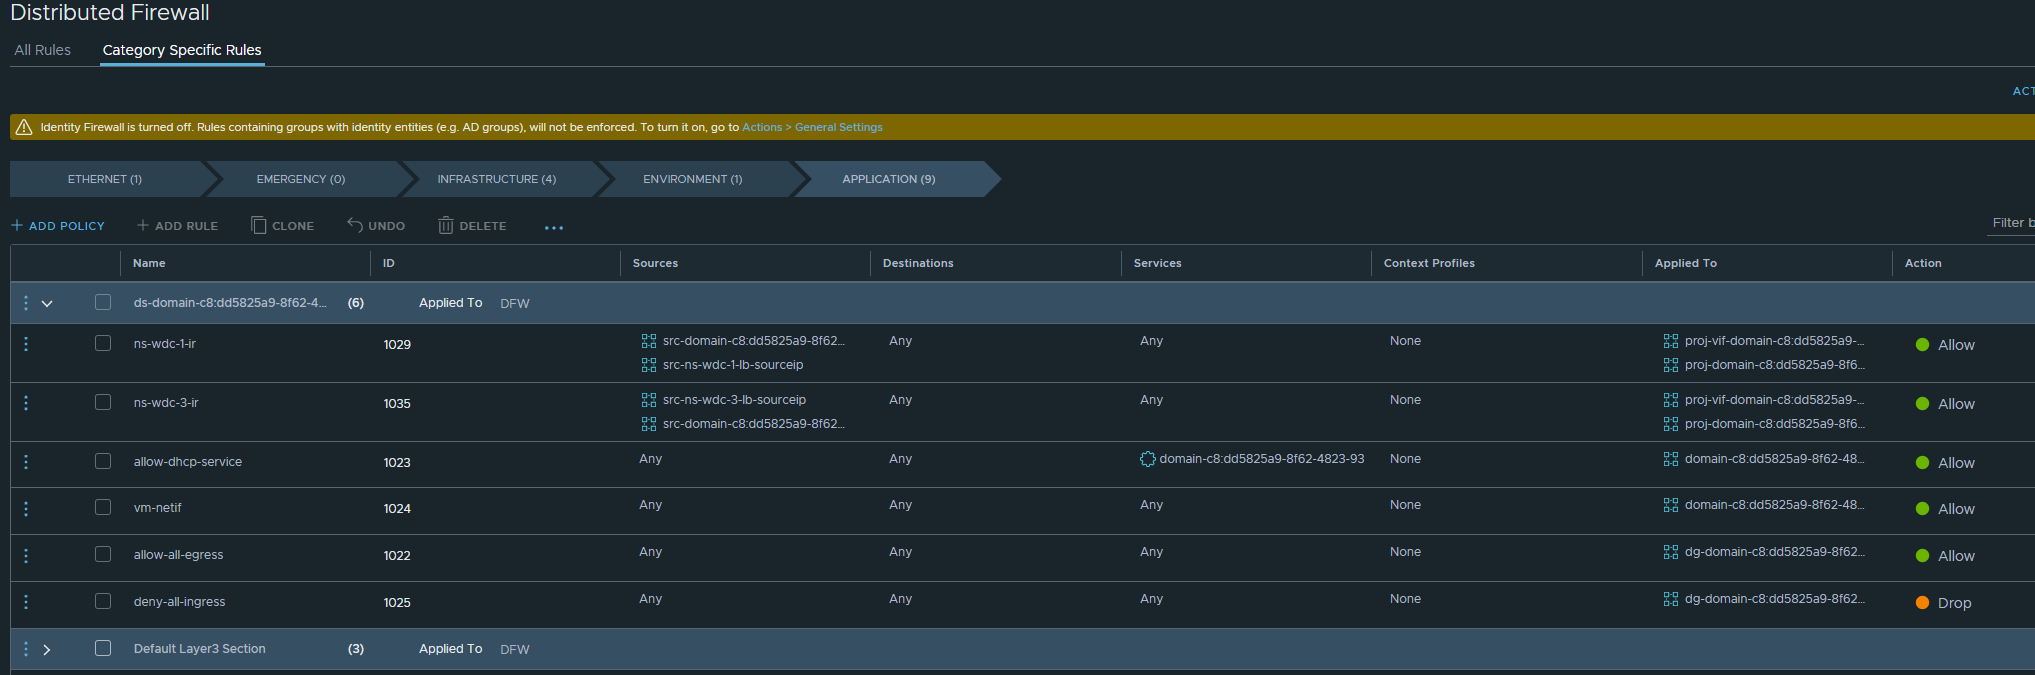 Distributed Firewall
All Rules Category Specific Rules
ACT
Identity Firewall is turned off. Rules containing groups with identity entities (e.g. AD groups), will not be enforced. To turn it on, go to Actions > General Settings
ETHERNET (1) EMERGENCY (0) INFRASTRUCTURE (4) ENVIRONMENT (1) APPLICATION (9)
+ ADD POLICY + ADD RULE CLONE UNDO DELETE ... Filter b
Name ID Sources Destinations Services Context Profiles Applied To Action
ds-domain-c8:dd5825a9-8f62-4... (6) Applied To DFW
ns-wdc-1-ir 1029 src-domain-c8:dd5825a9-8f62... Any Any None proj-vif-domain-c8:dd5825a9-... Allow
src-ns-wdc-1-lb-sourceip proj-domain-c8:dd5825a9-8f6...
ns-wdc-3-ir 1035 src-ns-wdc-3-lb-sourceip Any Any None proj-vif-domain-c8:dd5825a9-... Allow
src-domain-c8:dd5825a9-8f62... proj-domain-c8:dd5825a9-8f6...
allow-dhcp-service 1023 Any Any domain-c8:dd5825a9-8f62-4823-93 None domain-c8:dd5825a9-8f62-48... Allow
vm-netif 1024 Any Any Any None domain-c8:dd5825a9-8f62-48... Allow
allow-all-egress 1022 Any Any Any None dg-domain-c8:dd5825a9-8f62... Allow
deny-all-ingress 1025 Any Any Any None dg-domain-c8:dd5825a9-8f62... Drop
Default Layer3 Section (3) Applied To DFW